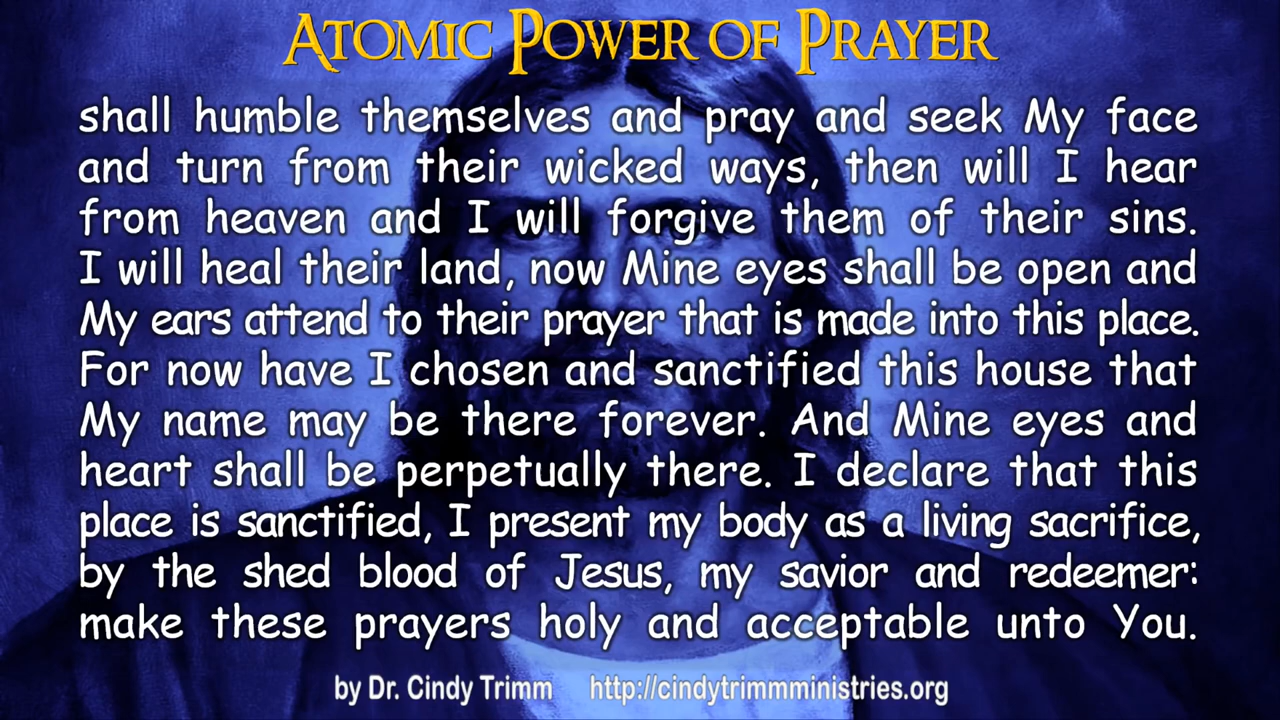 ATOMIC POWER OF PRAYER
shall humble themselves and pray and seek My face
and turn from their wicked ways, then will I hear
from heaven and I will forgive them of their sins.
I will heal their land, now Mine eyes shall be open and
My ears attend to their prayer that is made into this place.
For now have I chosen and sanctified this house that
My name may be there forever. And Mine eyes and
heart shall be perpetually there. I declare that this
place is sanctified, I present my body as a living sacrifice,
by the shed blood of Jesus, my savior and redeemer:
make these prayers holy and acceptable unto You.
by Dr. Cindy Trimm http://cindytrimmministries.org